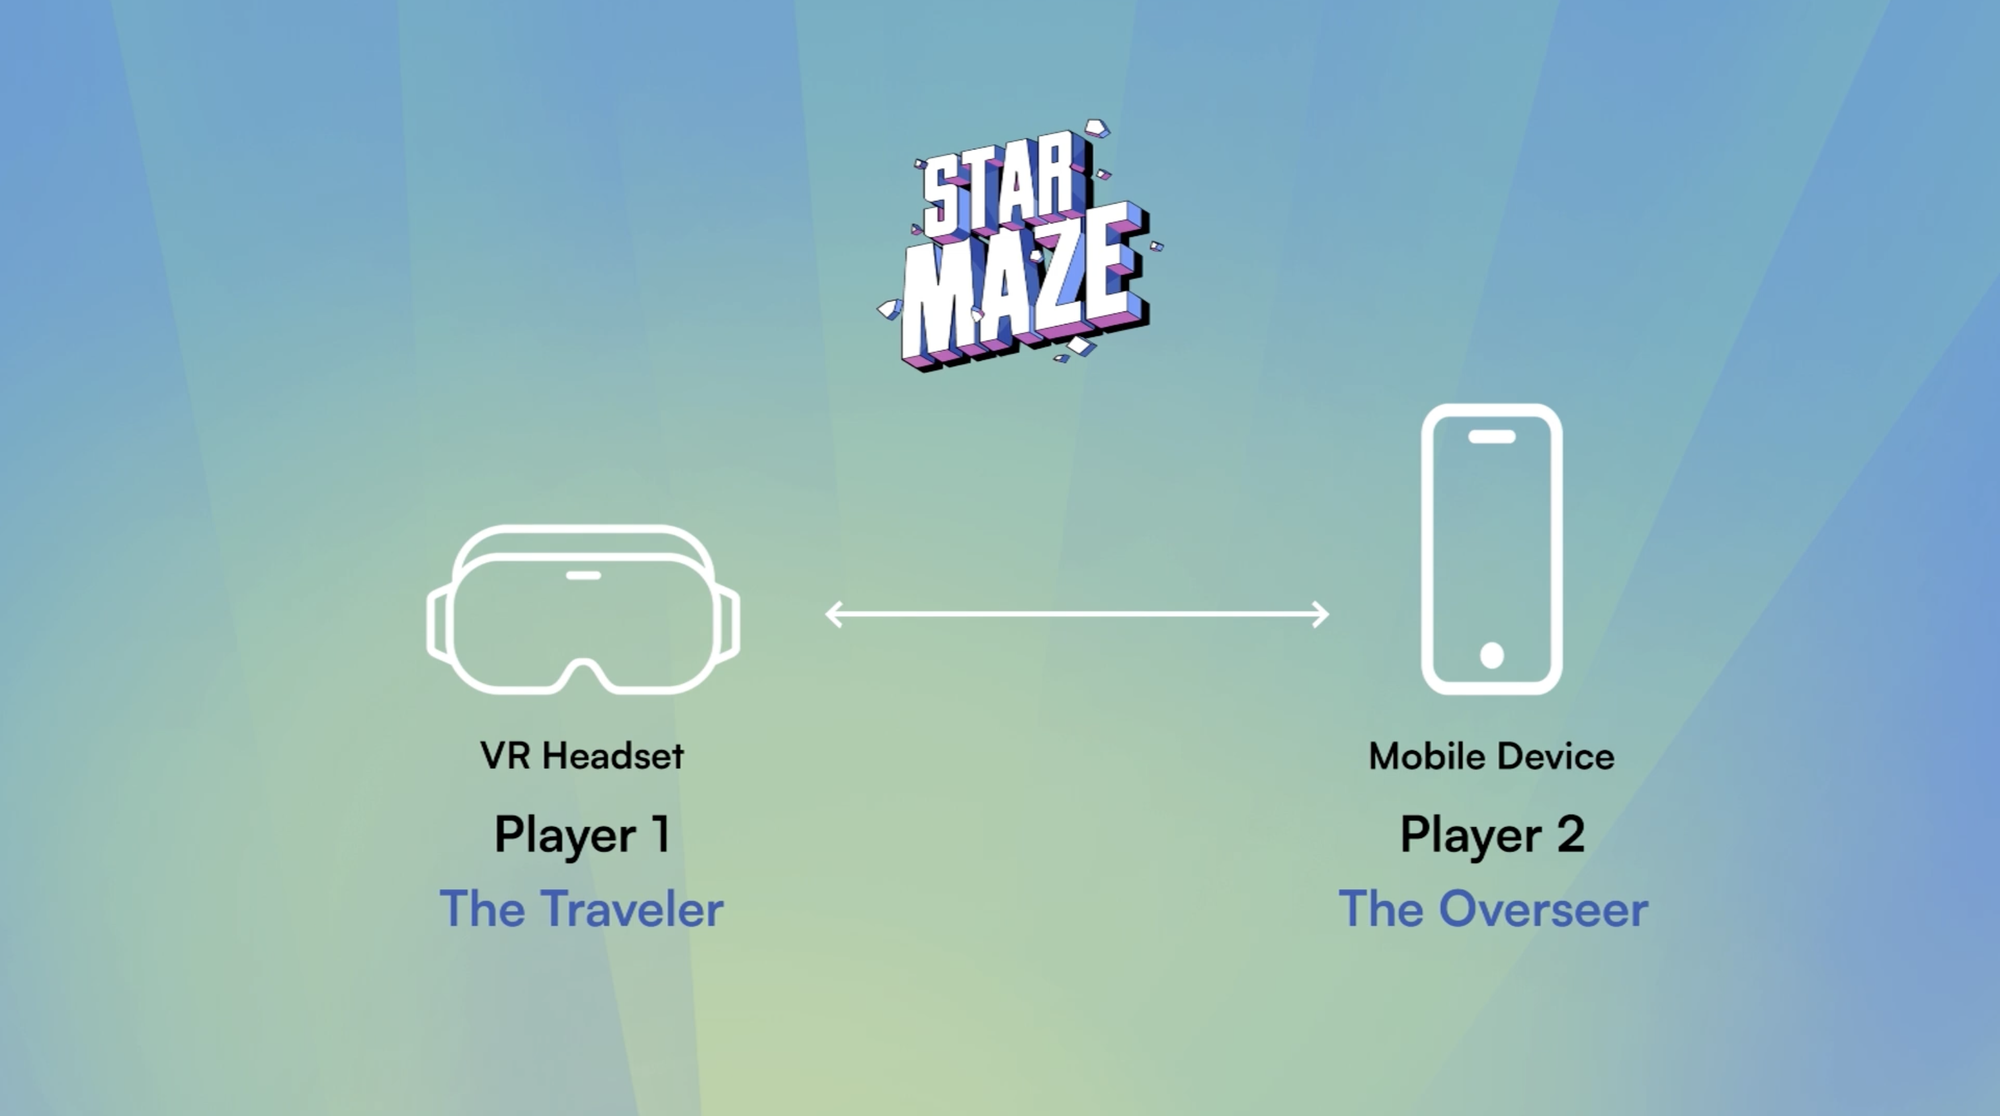 STAR
MAZE
VR Headset
Mobile Device
Player 1
Player 2
The Traveler
The Overseer